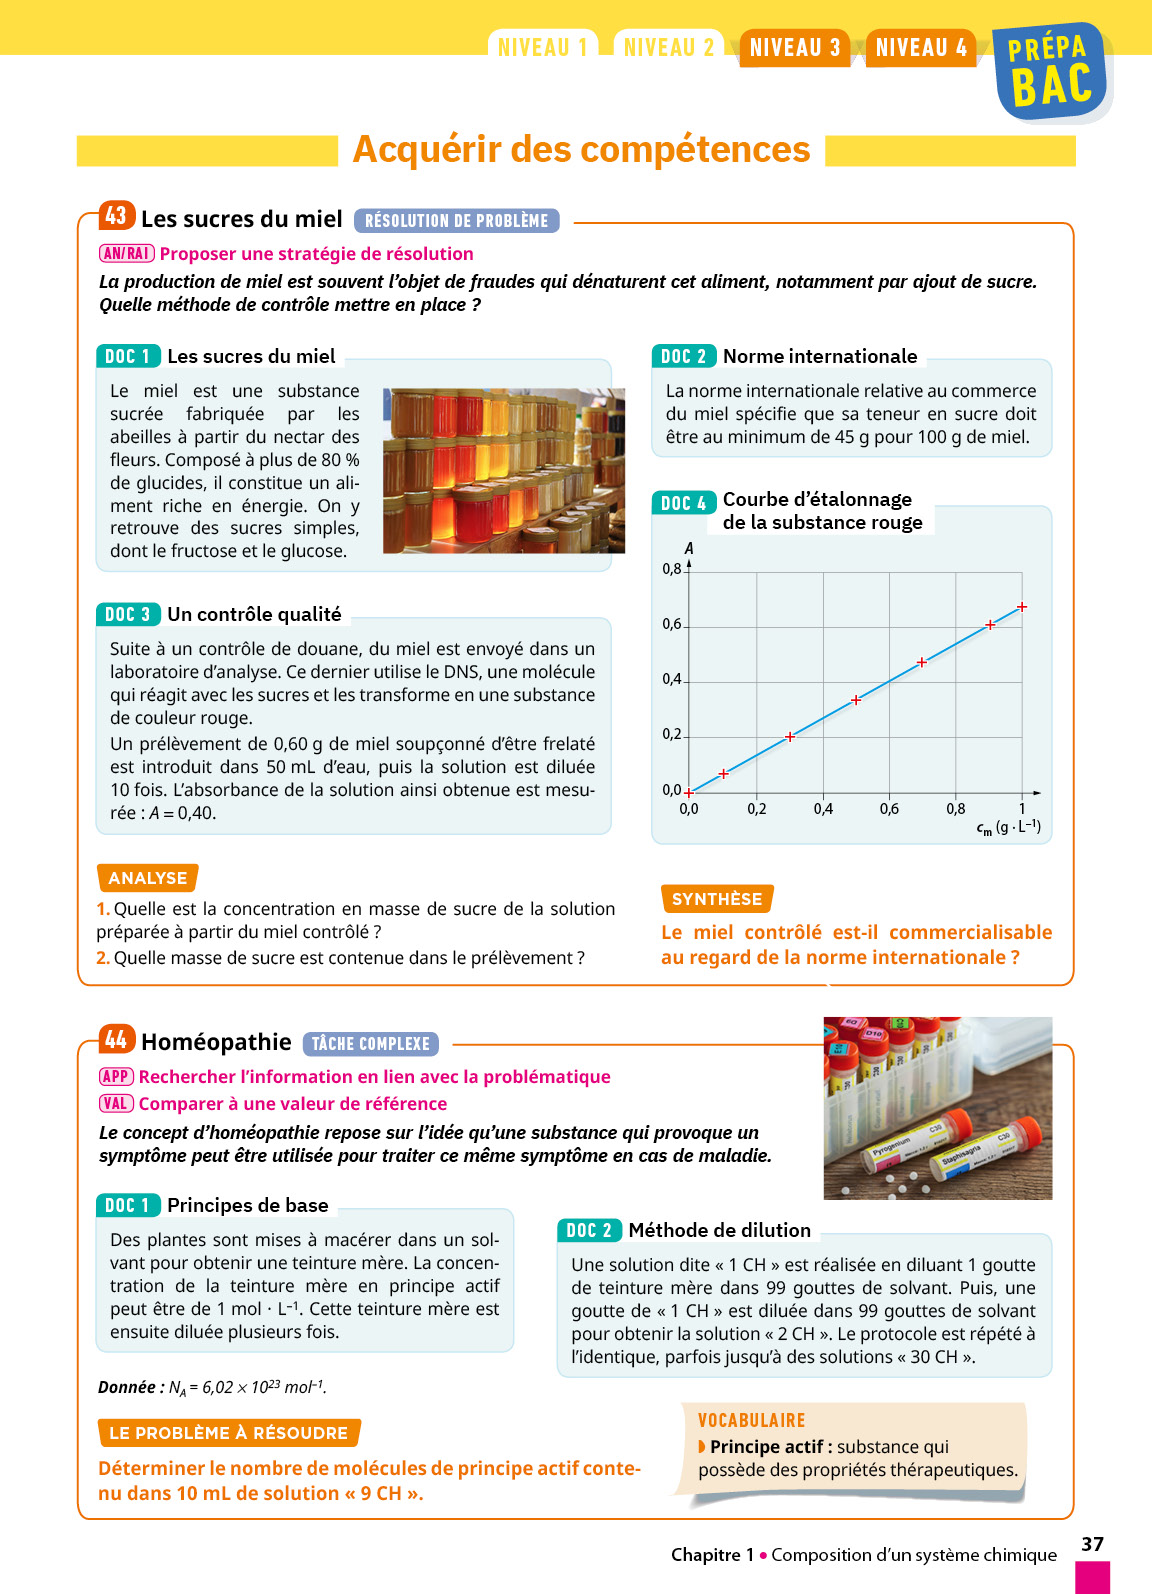 NIVEAU 1 NIVEAU 2 NIVEAU 3 NIVEAU 4
PRÉPA
BAC
Acquérir des compétences
43 Les sucres du miel RÉSOLUTION DE PROBLÈME
AN/RAI Proposer une stratégie de résolution
La production de miel est souvent l’objet de fraudes qui dénaturent cet aliment, notamment par ajout de sucre.
Quelle méthode de contrôle mettre en place ?
DOC 1 Les sucres du miel
Le miel est une substance
sucrée fabriquée par les
abeilles à partir du nectar des
fleurs. Composé à plus de 80 %
de glucides, il constitue un ali-
ment riche en énergie. On y
retrouve des sucres simples,
dont le fructose et le glucose.
DOC 2 Norme internationale
La norme internationale relative au commerce
du miel spécifie que sa teneur en sucre doit
être au minimum de 45 g pour 100 g de miel.
DOC 3 Un contrôle qualité
Suite à un contrôle de douane, du miel est envoyé dans un
laboratoire d’analyse. Ce dernier utilise le DNS, une molécule
qui réagit avec les sucres et les transforme en une substance
de couleur rouge.
Un prélèvement de 0,60 g de miel soupçonné d’être frelaté
est introduit dans 50 mL d’eau, puis la solution est diluée
10 fois. L’absorbance de la solution ainsi obtenue est mesu-
rée : A = 0,40.
DOC 4 Courbe d’étalonnage
de la substance rouge
A
0,8
0,6
0,4
0,2
0,0
0,0 0,2 0,4 0,6 0,8 1
cm (g · L–1)
ANALYSE
1. Quelle est la concentration en masse de sucre de la solution
préparée à partir du miel contrôlé ?
2. Quelle masse de sucre est contenue dans le prélèvement ?
SYNTHÈSE
Le miel contrôlé est-il commercialisable
au regard de la norme internationale ?
44 Homéopathie TÂCHE COMPLEXE
APP Rechercher l’information en lien avec la problématique
VAL Comparer à une valeur de référence
Le concept d’homéopathie repose sur l’idée qu’une substance qui provoque un
symptôme peut être utilisée pour traiter ce même symptôme en cas de maladie.
Pyrogenium C30
Staphisagria C30
DOC 1 Principes de base
Des plantes sont mises à macérer dans un sol-
vant pour obtenir une teinture mère. La concen-
tration de la teinture mère en principe actif
peut être de 1 mol · L–1. Cette teinture mère est
ensuite diluée plusieurs fois.
DOC 2 Méthode de dilution
Une solution dite « 1 CH » est réalisée en diluant 1 goutte
de teinture mère dans 99 gouttes de solvant. Puis, une
goutte de « 1 CH » est diluée dans 99 gouttes de solvant
pour obtenir la solution « 2 CH ». Le protocole est répété à
l’identique, parfois jusqu’à des solutions « 30 CH ».
Donnée : NA = 6,02 × 1023 mol–1.
LE PROBLÈME À RÉSOUDRE
Déterminer le nombre de molécules de principe actif conte-
nu dans 10 mL de solution « 9 CH ».
VOCABULAIRE
Principe actif : substance qui
possède des propriétés thérapeutiques.
Chapitre 1 • Composition d’un système chimique
37